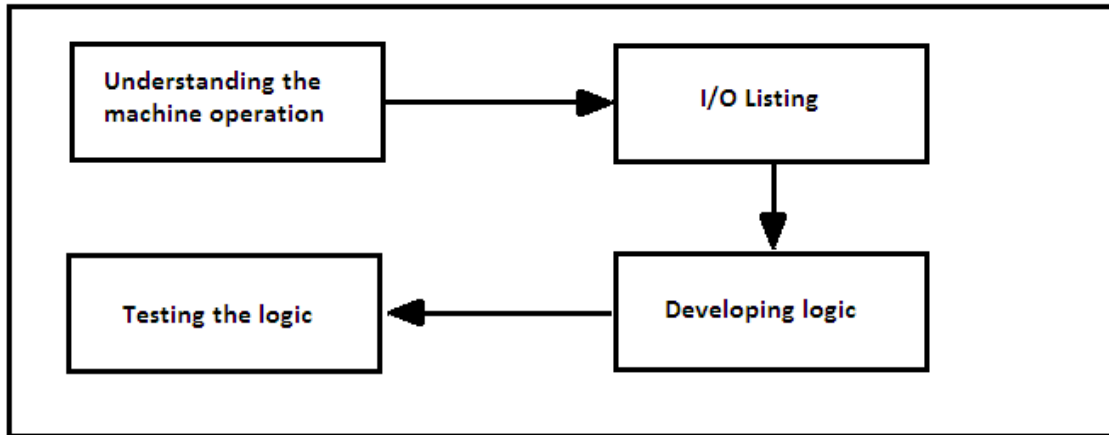 Understanding the
machine operation
I/O Listing
Developing logic
Testing the logic